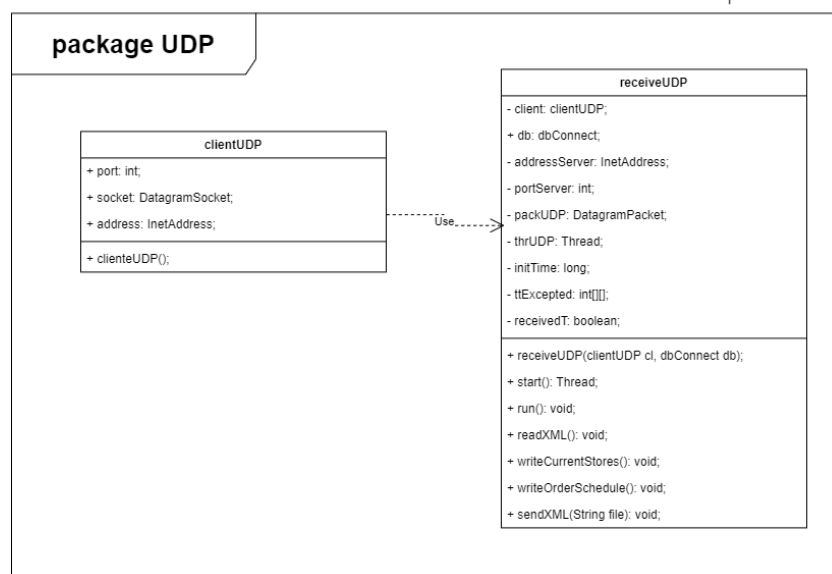 package UDP
clientUDP
+ port: int;
+ socket: DatagramSocket;
+ address: InetAddress;
+ clienteUDP();
Use
receiveUDP
- client: clientUDP;
+ db: dbConnect;
- addressServer: InetAddress;
- portServer: int;
- packUDP: DatagramPacket;
- thrUDP: Thread;
- initTime: long;
- ttExcepted: int[][];
- receivedT: boolean;
+ receiveUDP(clientUDP cl, dbConnect db);
+ start(): Thread;
+ run(): void;
+ readXML(): void;
+ writeCurrentStores(): void;
+ writeOrderSchedule(): void;
+ sendXML(String file): void;